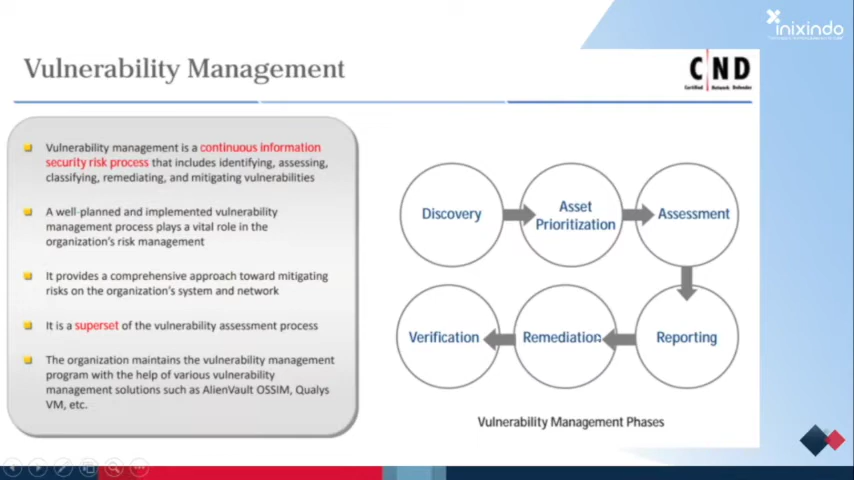 inixindo
Vulnerability Management
CND
Certified Network Defender
Vulnerability management is a continuous information
security risk process that includes identifying, assessing,
classifying, remediating, and mitigating vulnerabilities
A well-planned and implemented vulnerability
management process plays a vital role in the
organization's risk management
It provides a comprehensive approach toward mitigating
risks on the organization's system and network
It is a superset of the vulnerability assessment process
The organization maintains the vulnerability management
program with the help of various vulnerability
management solutions such as AlienVault OSSIM, Qualys
VM, etc.
Discovery
Asset
Prioritization
Assessment
Verification
Remediation
Reporting
Vulnerability Management Phases